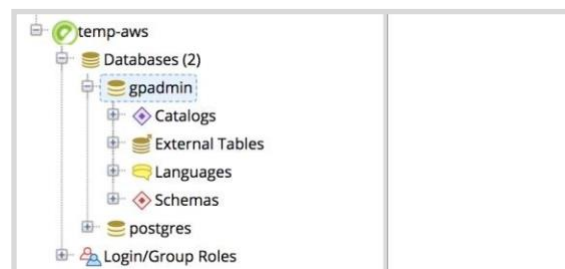 temp-aws
Databases (2)
gpadmin
Catalogs
External Tables
Languages
Schemas
postgres
Login/Group Roles